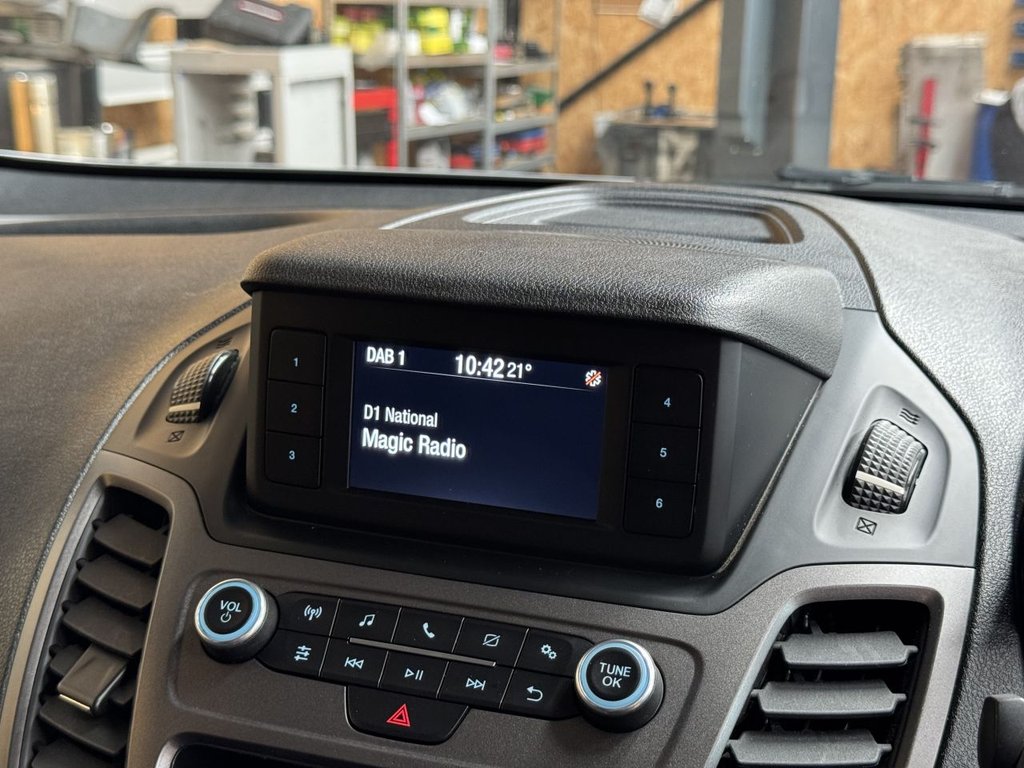 DAB 1 10:42 21°
D1 National
Magic Radio
1
2
3
4
5
6
VOL
TUNE
OK